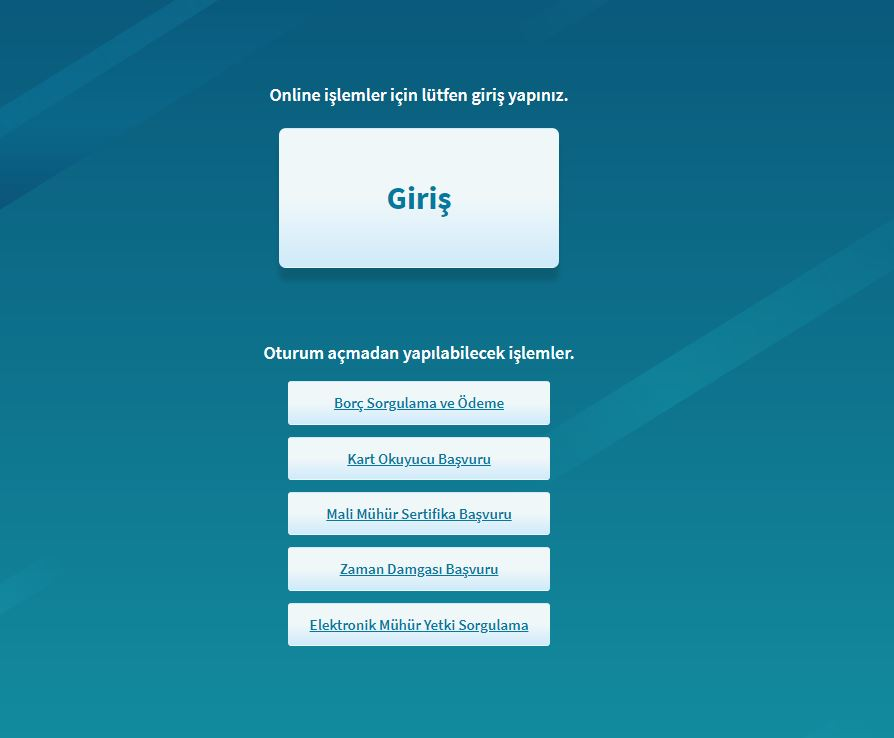 Online işlemler için lütfen giriş yapınız.
Giriş
Oturum açmadan yapılabilecek işlemler.
Borç Sorgulama ve Ödeme
Kart Okuyucu Başvuru
Mali Mühür Sertifika Başvuru
Zaman Damgası Başvuru
Elektronik Mühür Yetki Sorgulama